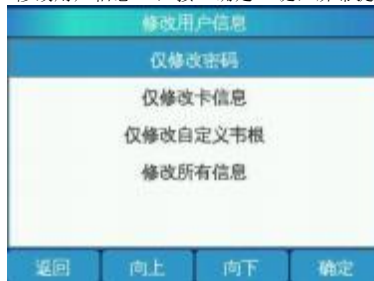 修改用户信息
仅修改密码
仅修改卡信息
仅修改自定义韦根
修改所有信息
返回 向上 向下 确定